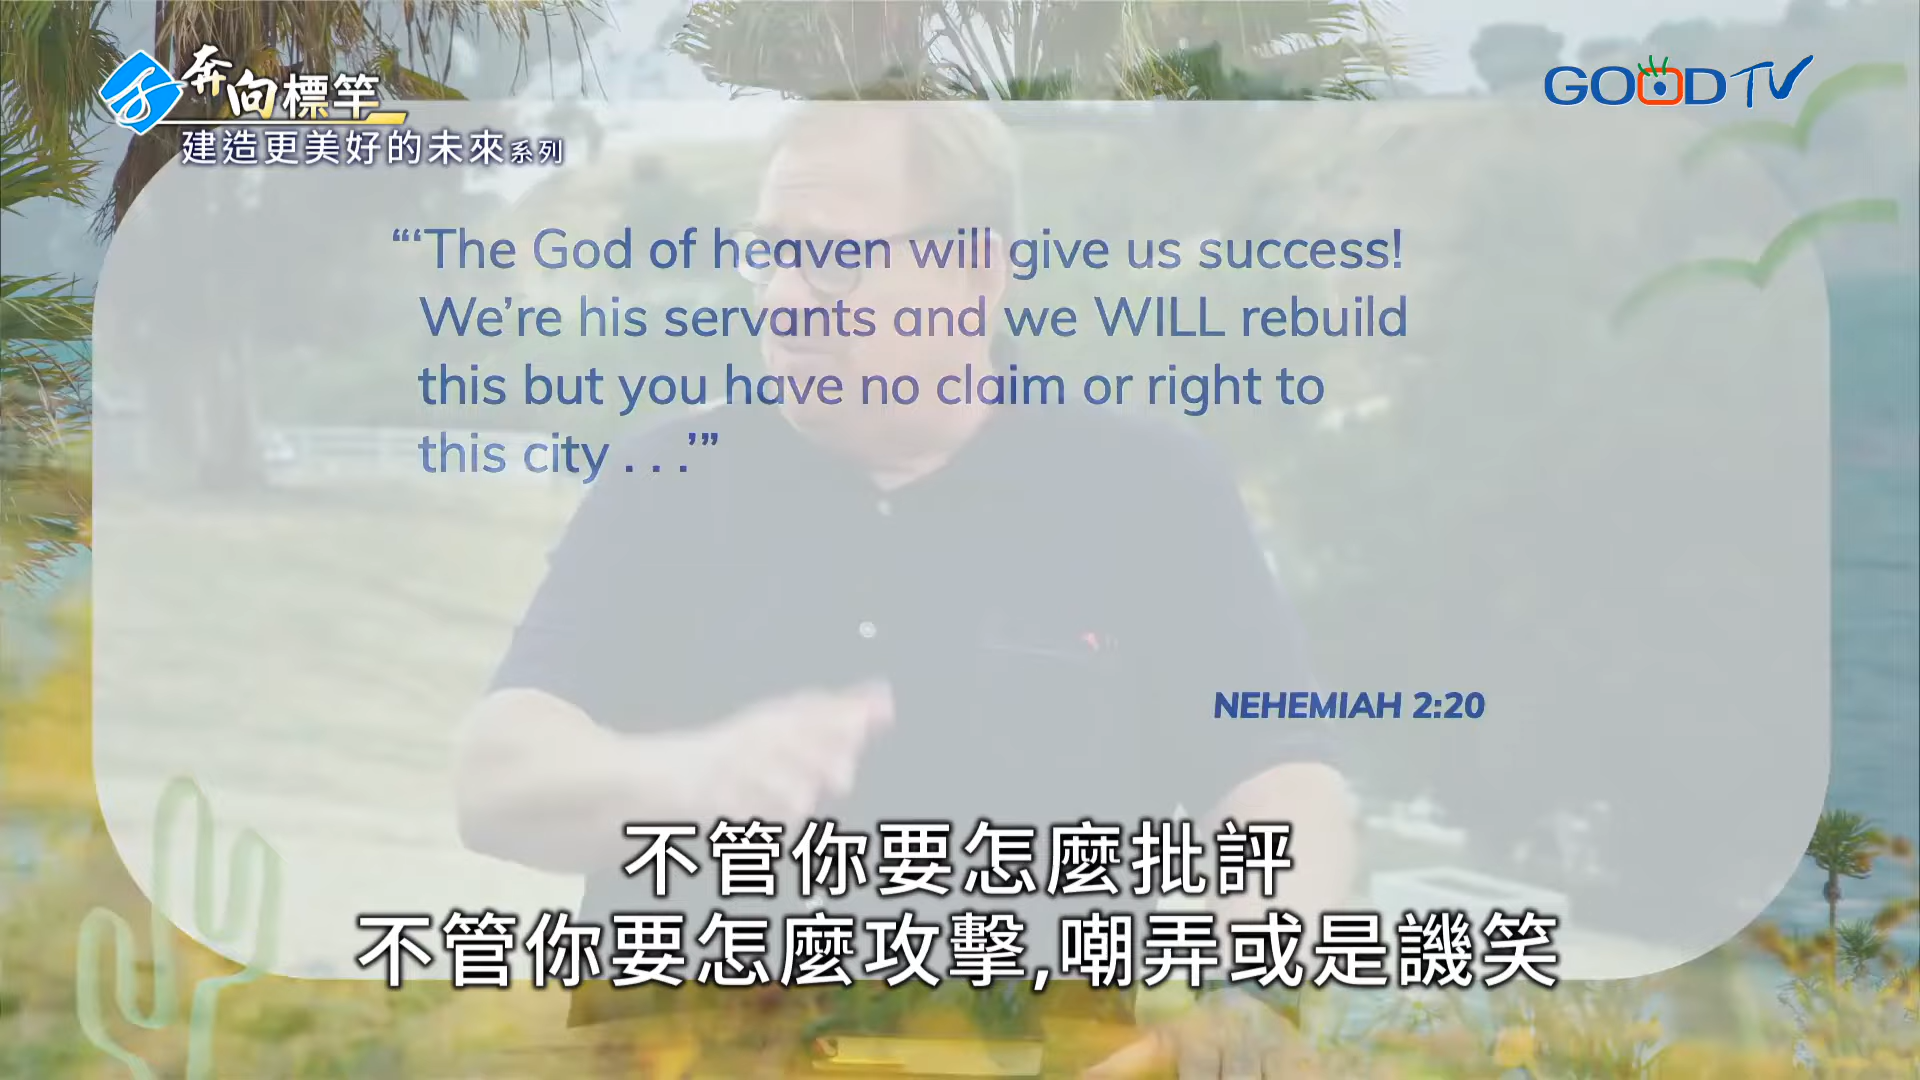 奔向標竿
建造更美好的未來系列
GOOD TV
“‘The God of heaven will give us success!
We’re his servants and we WILL rebuild
this but you have no claim or right to
this city . . .’”
NEHEMIAH 2:20
不管你要怎麼批評
不管你要怎麼攻擊,嘲弄或是譏笑